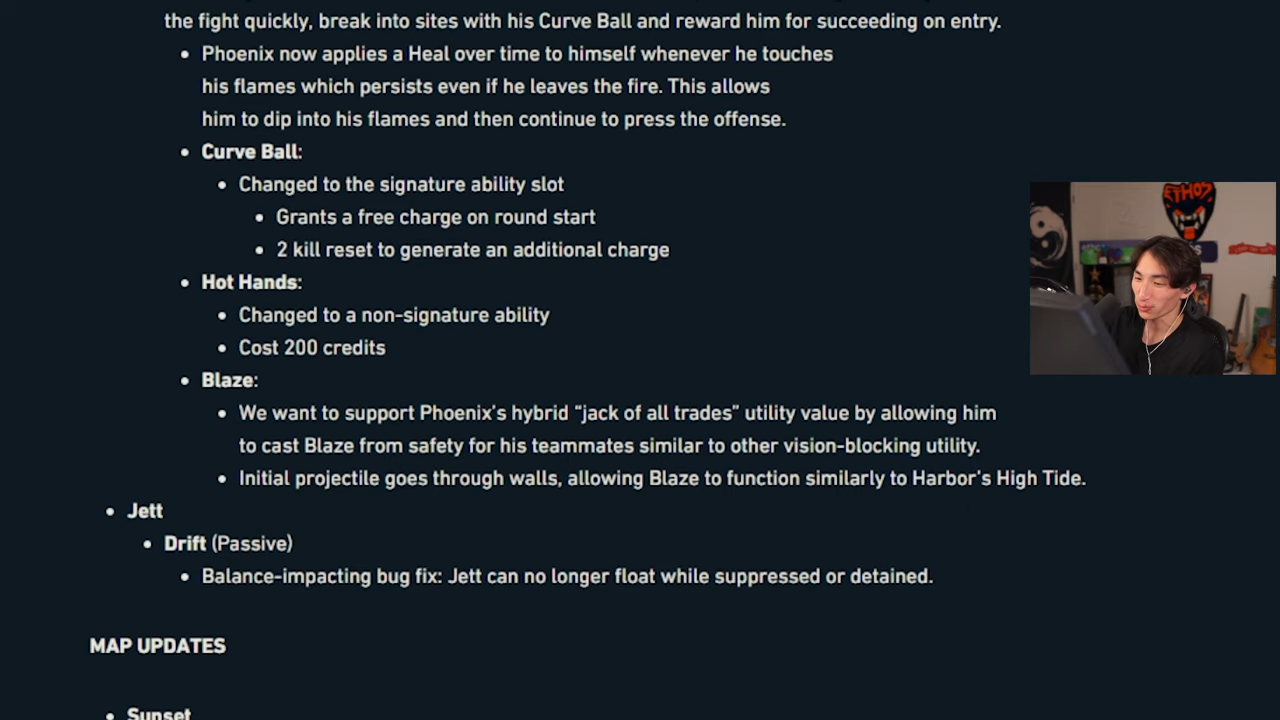 the fight quickly, break into sites with his Curve Ball and reward him for succeeding on entry.
• Phoenix now applies a Heal over time to himself whenever he touches
his flames which persists even if he leaves the fire. This allows
him to dip into his flames and then continue to press the offense.
• Curve Ball:
• Changed to the signature ability slot
• Grants a free charge on round start
• 2 kill reset to generate an additional charge
• Hot Hands:
• Changed to a non-signature ability
• Cost 200 credits
• Blaze:
• We want to support Phoenix's hybrid “jack of all trades” utility value by allowing him
to cast Blaze from safety for his teammates similar to other vision-blocking utility.
• Initial projectile goes through walls, allowing Blaze to function similarly to Harbor's High Tide.
• Jett
• Drift (Passive)
• Balance-impacting bug fix: Jett can no longer float while suppressed or detained.
MAP UPDATES
• Sunset
ETHOS